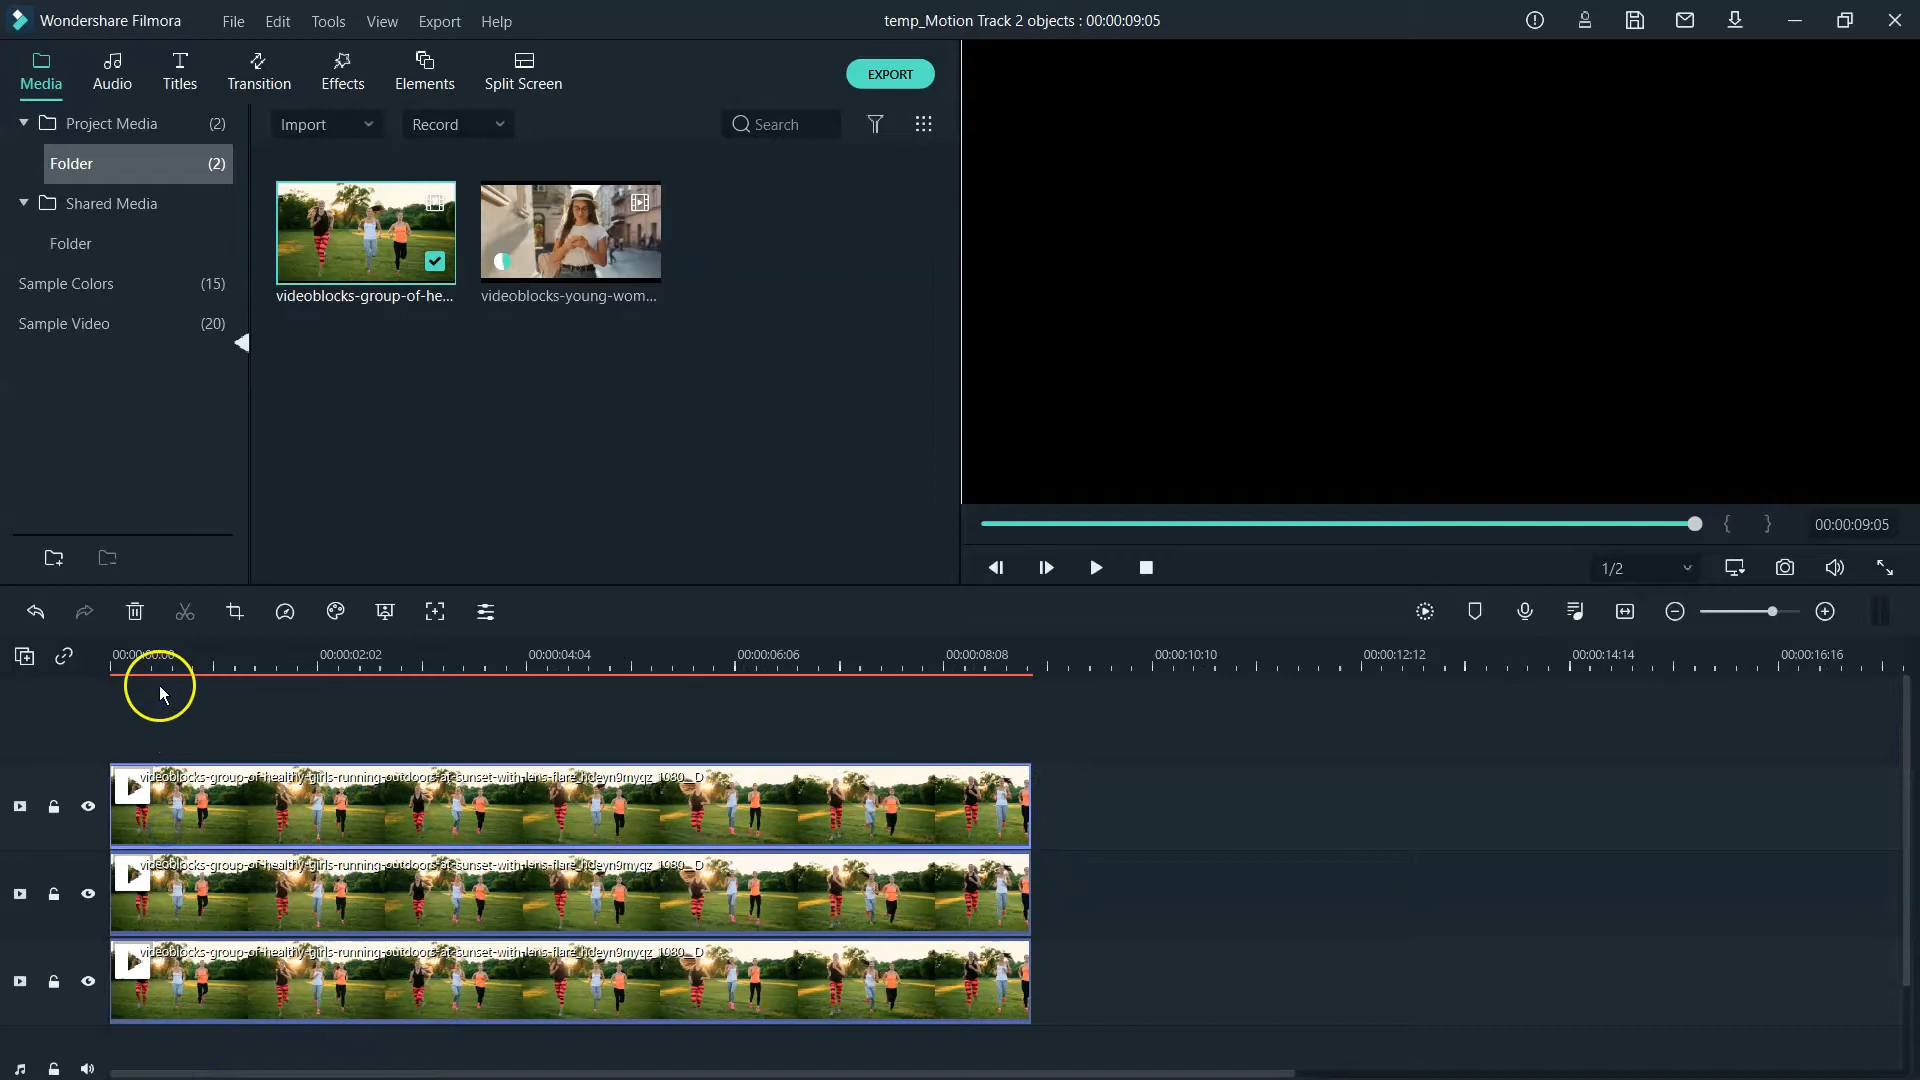 Wondershare Filmora
File
Edit
Tools
View
Export
Help
temp_Motion Track 2 objects : 00:00:09:05
Media
Audio
Titles
Transition
Effects
Elements
Split Screen
EXPORT
Project Media (2)
Folder (2)
Shared Media
Folder
Sample Colors (15)
Sample Video (20)
Import
Record
Search
videoblocks-group-of-he...
videoblocks-young-wom...
00:00:09:05
1/2
00:00:00:00
00:00:02:02
00:00:04:04
00:00:06:06
00:00:08:08
00:00:10:10
00:00:12:12
00:00:14:14
00:00:16:16
videoblocks-group-of-healthy-girls-running-outdoors-at-sunset-with-lens-flare_hdeyn9myqz_1080__D
videoblocks-group-of-healthy-girls-running-outdoors-at-sunset-with-lens-flare_hdeyn9myqz_1080__D
videoblocks-group-of-healthy-girls-running-outdoors-at-sunset-with-lens-flare_hdeyn9myqz_1080__D